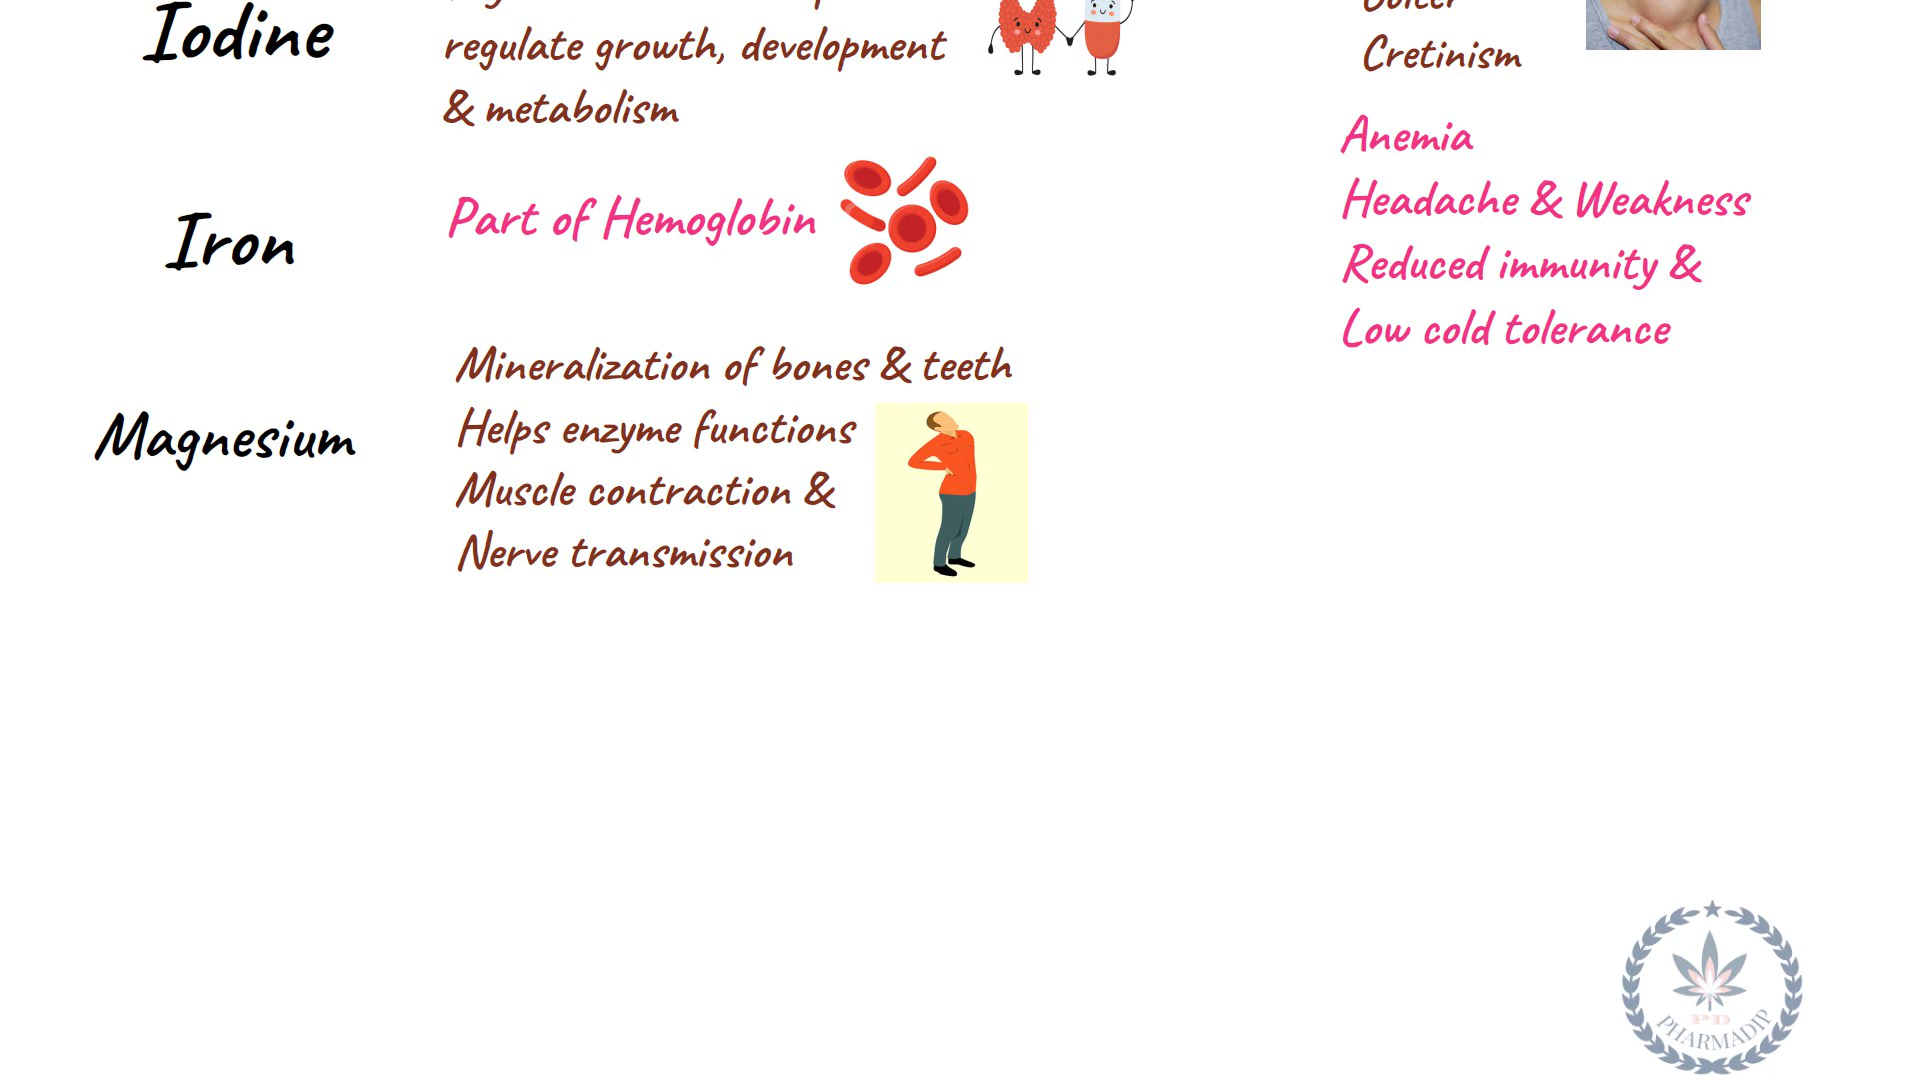 Iodine
regulate growth, development
& metabolism
Cretinism
Iron
Part of Hemoglobin
Anemia
Headache & Weakness
Reduced immunity &
Low cold tolerance
Magnesium
Mineralization of bones & teeth
Helps enzyme functions
Muscle contraction &
Nerve transmission
PD
PHARMADIP